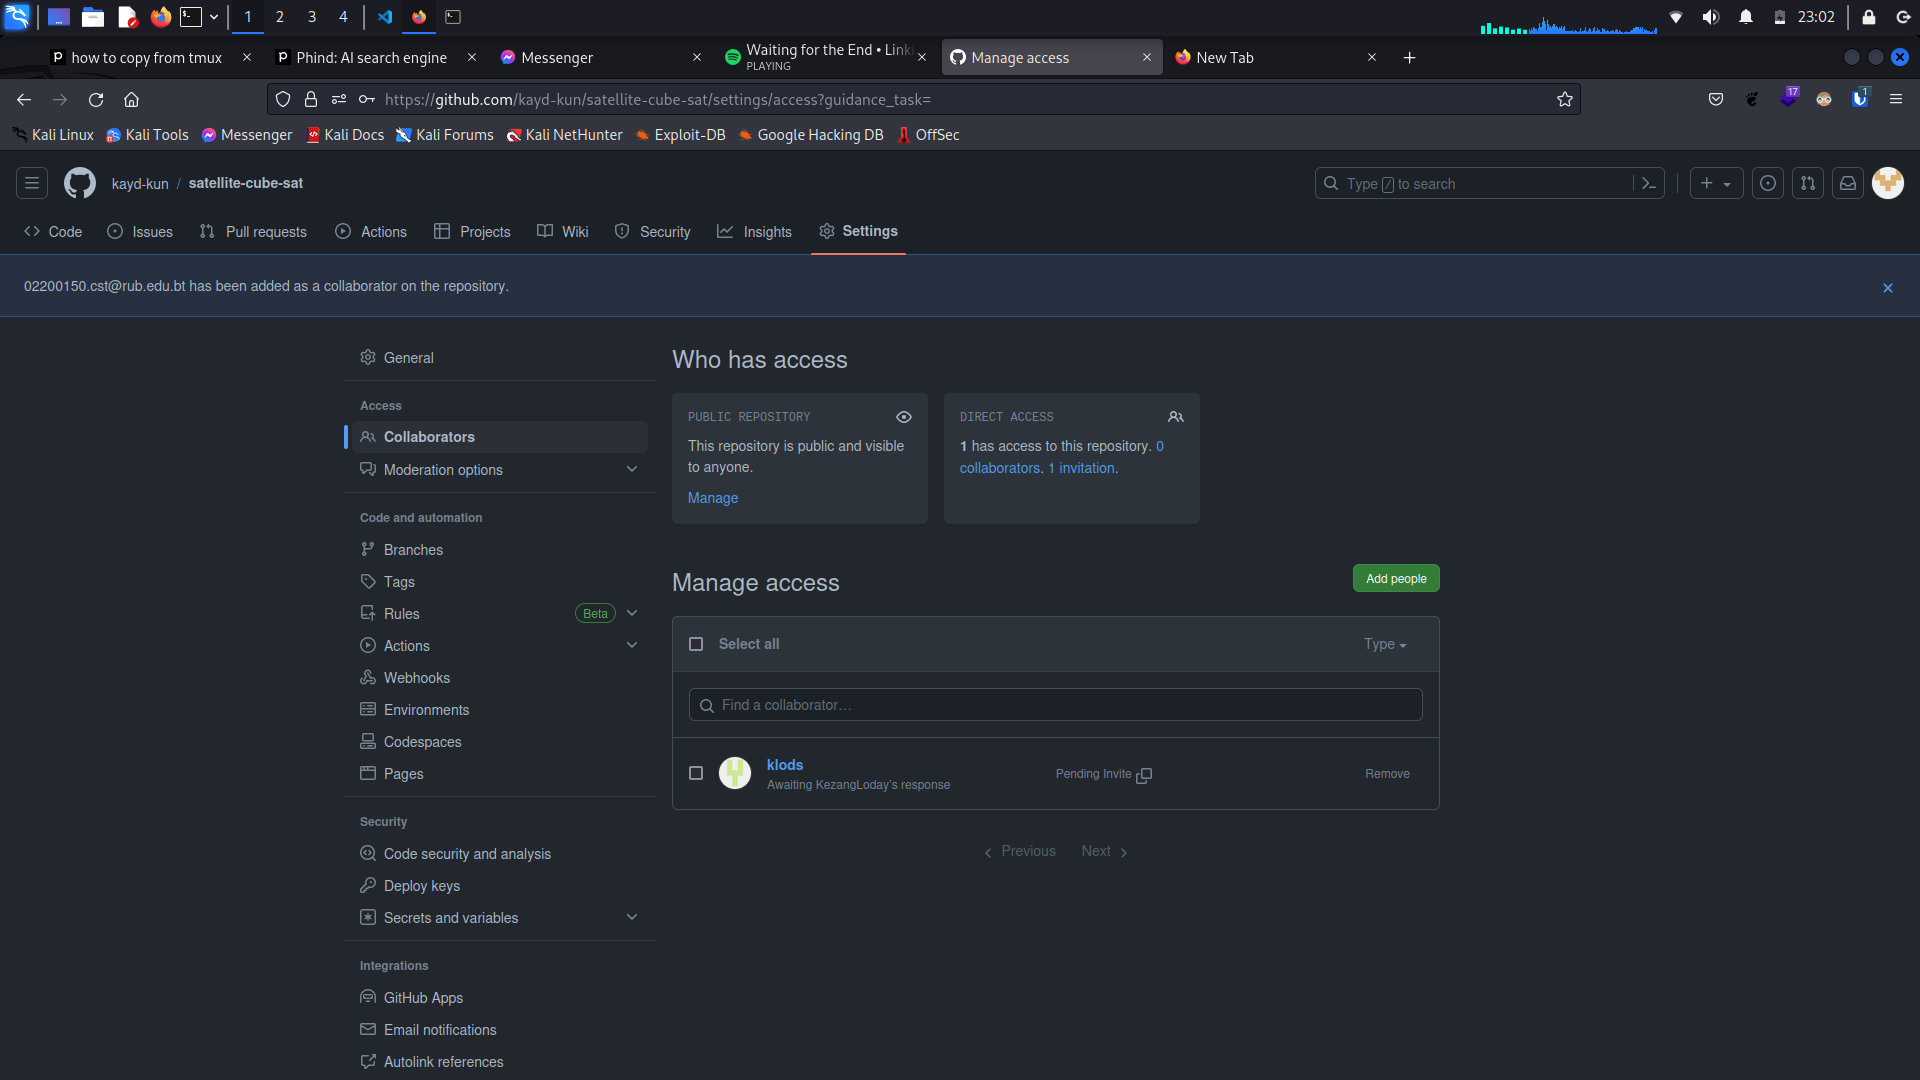 1 2 3 4 23:02
how to copy from tmux
Phind: AI search engine
Messenger
Waiting for the End • Linki
PLAYING
Manage access
New Tab
https://github.com/kayd-kun/satellite-cube-sat/settings/access?guidance_task=
17
1
Kali Linux Kali Tools Messenger Kali Docs Kali Forums Kali NetHunter Exploit-DB Google Hacking DB OffSec
kayd-kun / satellite-cube-sat
Type / to search
Code Issues Pull requests Actions Projects Wiki Security Insights Settings
02200150.cst@rub.edu.bt has been added as a collaborator on the repository.
General
Access
Collaborators
Moderation options
Code and automation
Branches
Tags
Rules Beta
Actions
Webhooks
Environments
Codespaces
Pages
Security
Code security and analysis
Deploy keys
Secrets and variables
Integrations
GitHub Apps
Email notifications
Autolink references
Who has access
PUBLIC REPOSITORY
This repository is public and visible
to anyone.
Manage
DIRECT ACCESS
1 has access to this repository. 0
collaborators. 1 invitation.
Manage access
Add people
Select all Type
Find a collaborator…
klods
Awaiting KezangLoday's response
Pending Invite
Remove
Previous Next